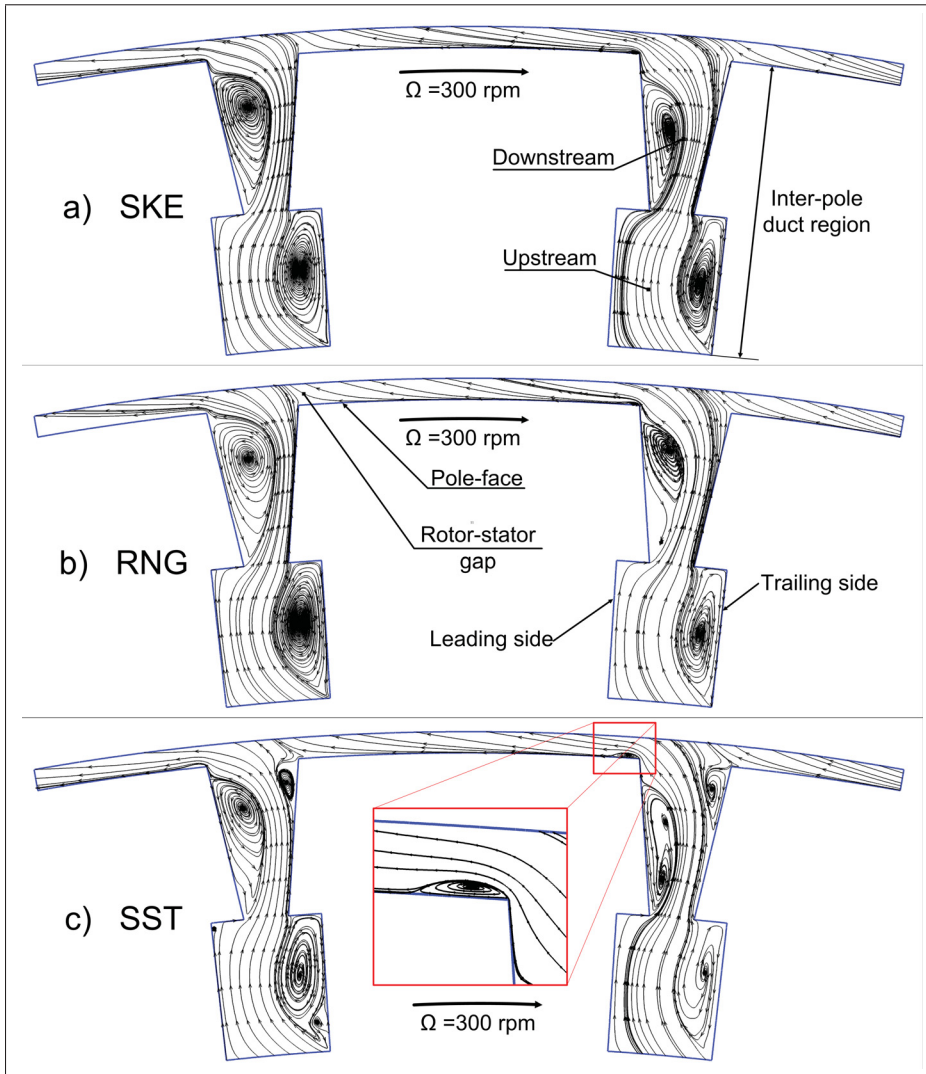 Ω =300 rpm
Downstream
a) SKE
Inter-pole
duct region
Upstream
Ω =300 rpm
Pole-face
Rotor-stator
gap
b) RNG
Trailing side
Leading side
c) SST
Ω =300 rpm